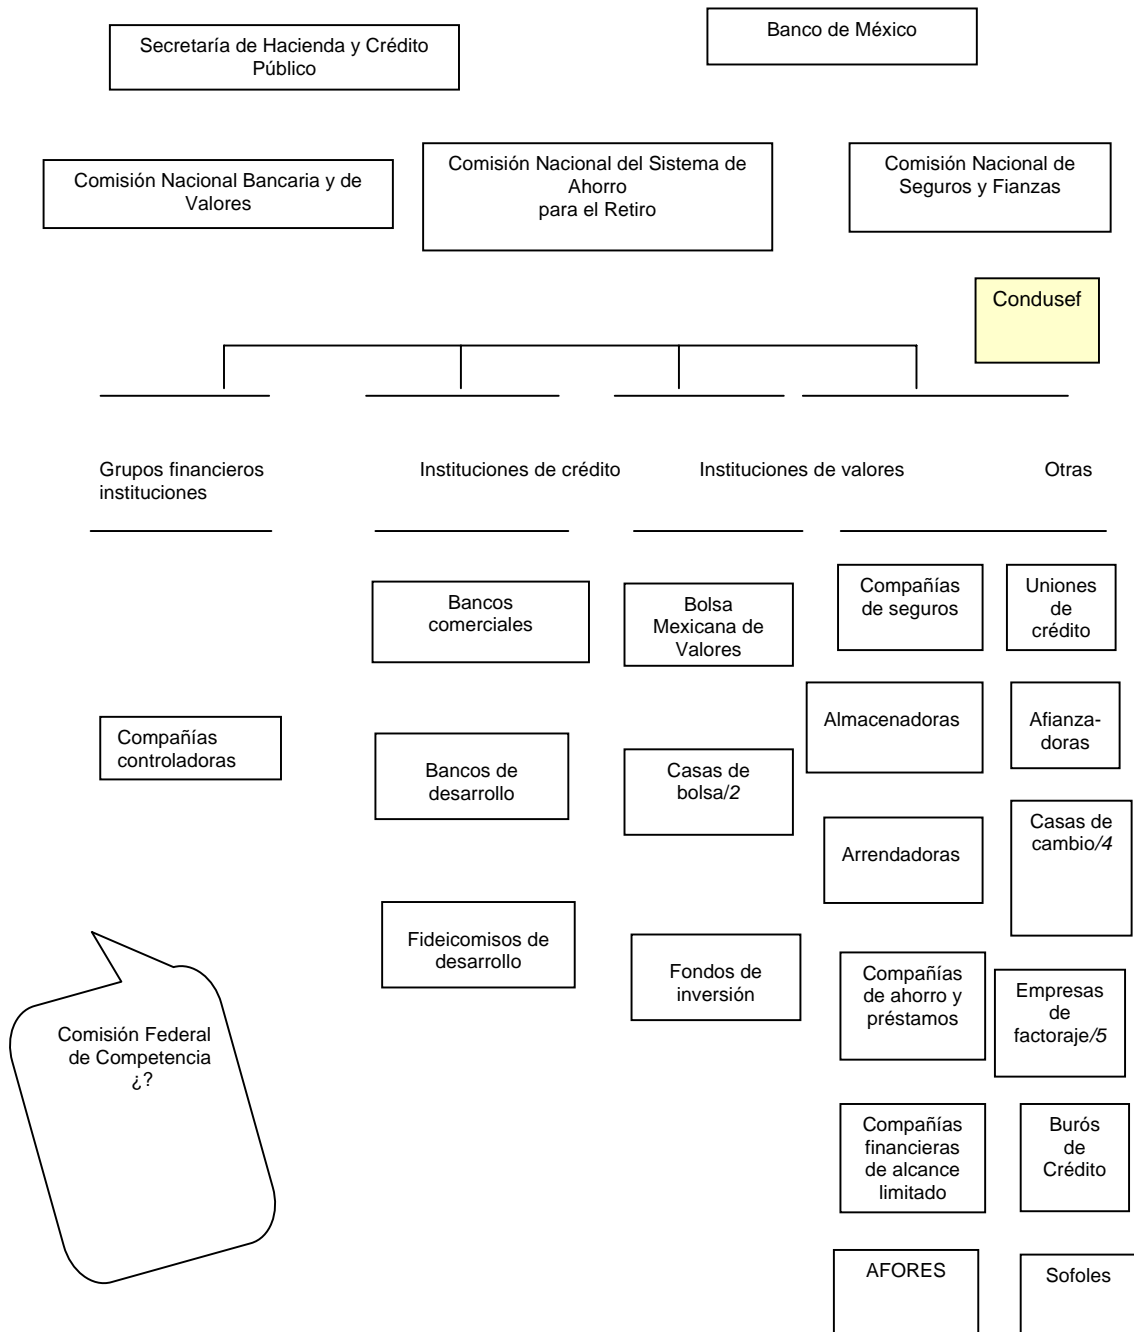 Secretaría de Hacienda y Crédito
Público
Banco de México
Comisión Nacional Bancaria y de
Valores
Comisión Nacional del Sistema de
Ahorro
para el Retiro
Comisión Nacional de
Seguros y Fianzas
Condusef
Grupos financieros
instituciones
Instituciones de crédito
Instituciones de valores
Otras
Compañías
controladoras
Bancos
comerciales
Bancos de
desarrollo
Fideicomisos de
desarrollo
Bolsa
Mexicana de
Valores
Casas de
bolsa/2
Fondos de
inversión
Compañías
de seguros
Uniones
de
crédito
Almacenadoras
Afianza-
doras
Arrendadoras
Casas de
cambio/4
Compañías
de ahorro y
préstamos
Empresas
de
factoraje/5
Compañías
financieras
de alcance
limitado
Burós
de
Crédito
AFORES
Sofoles
Comisión Federal
de Competencia
¿?